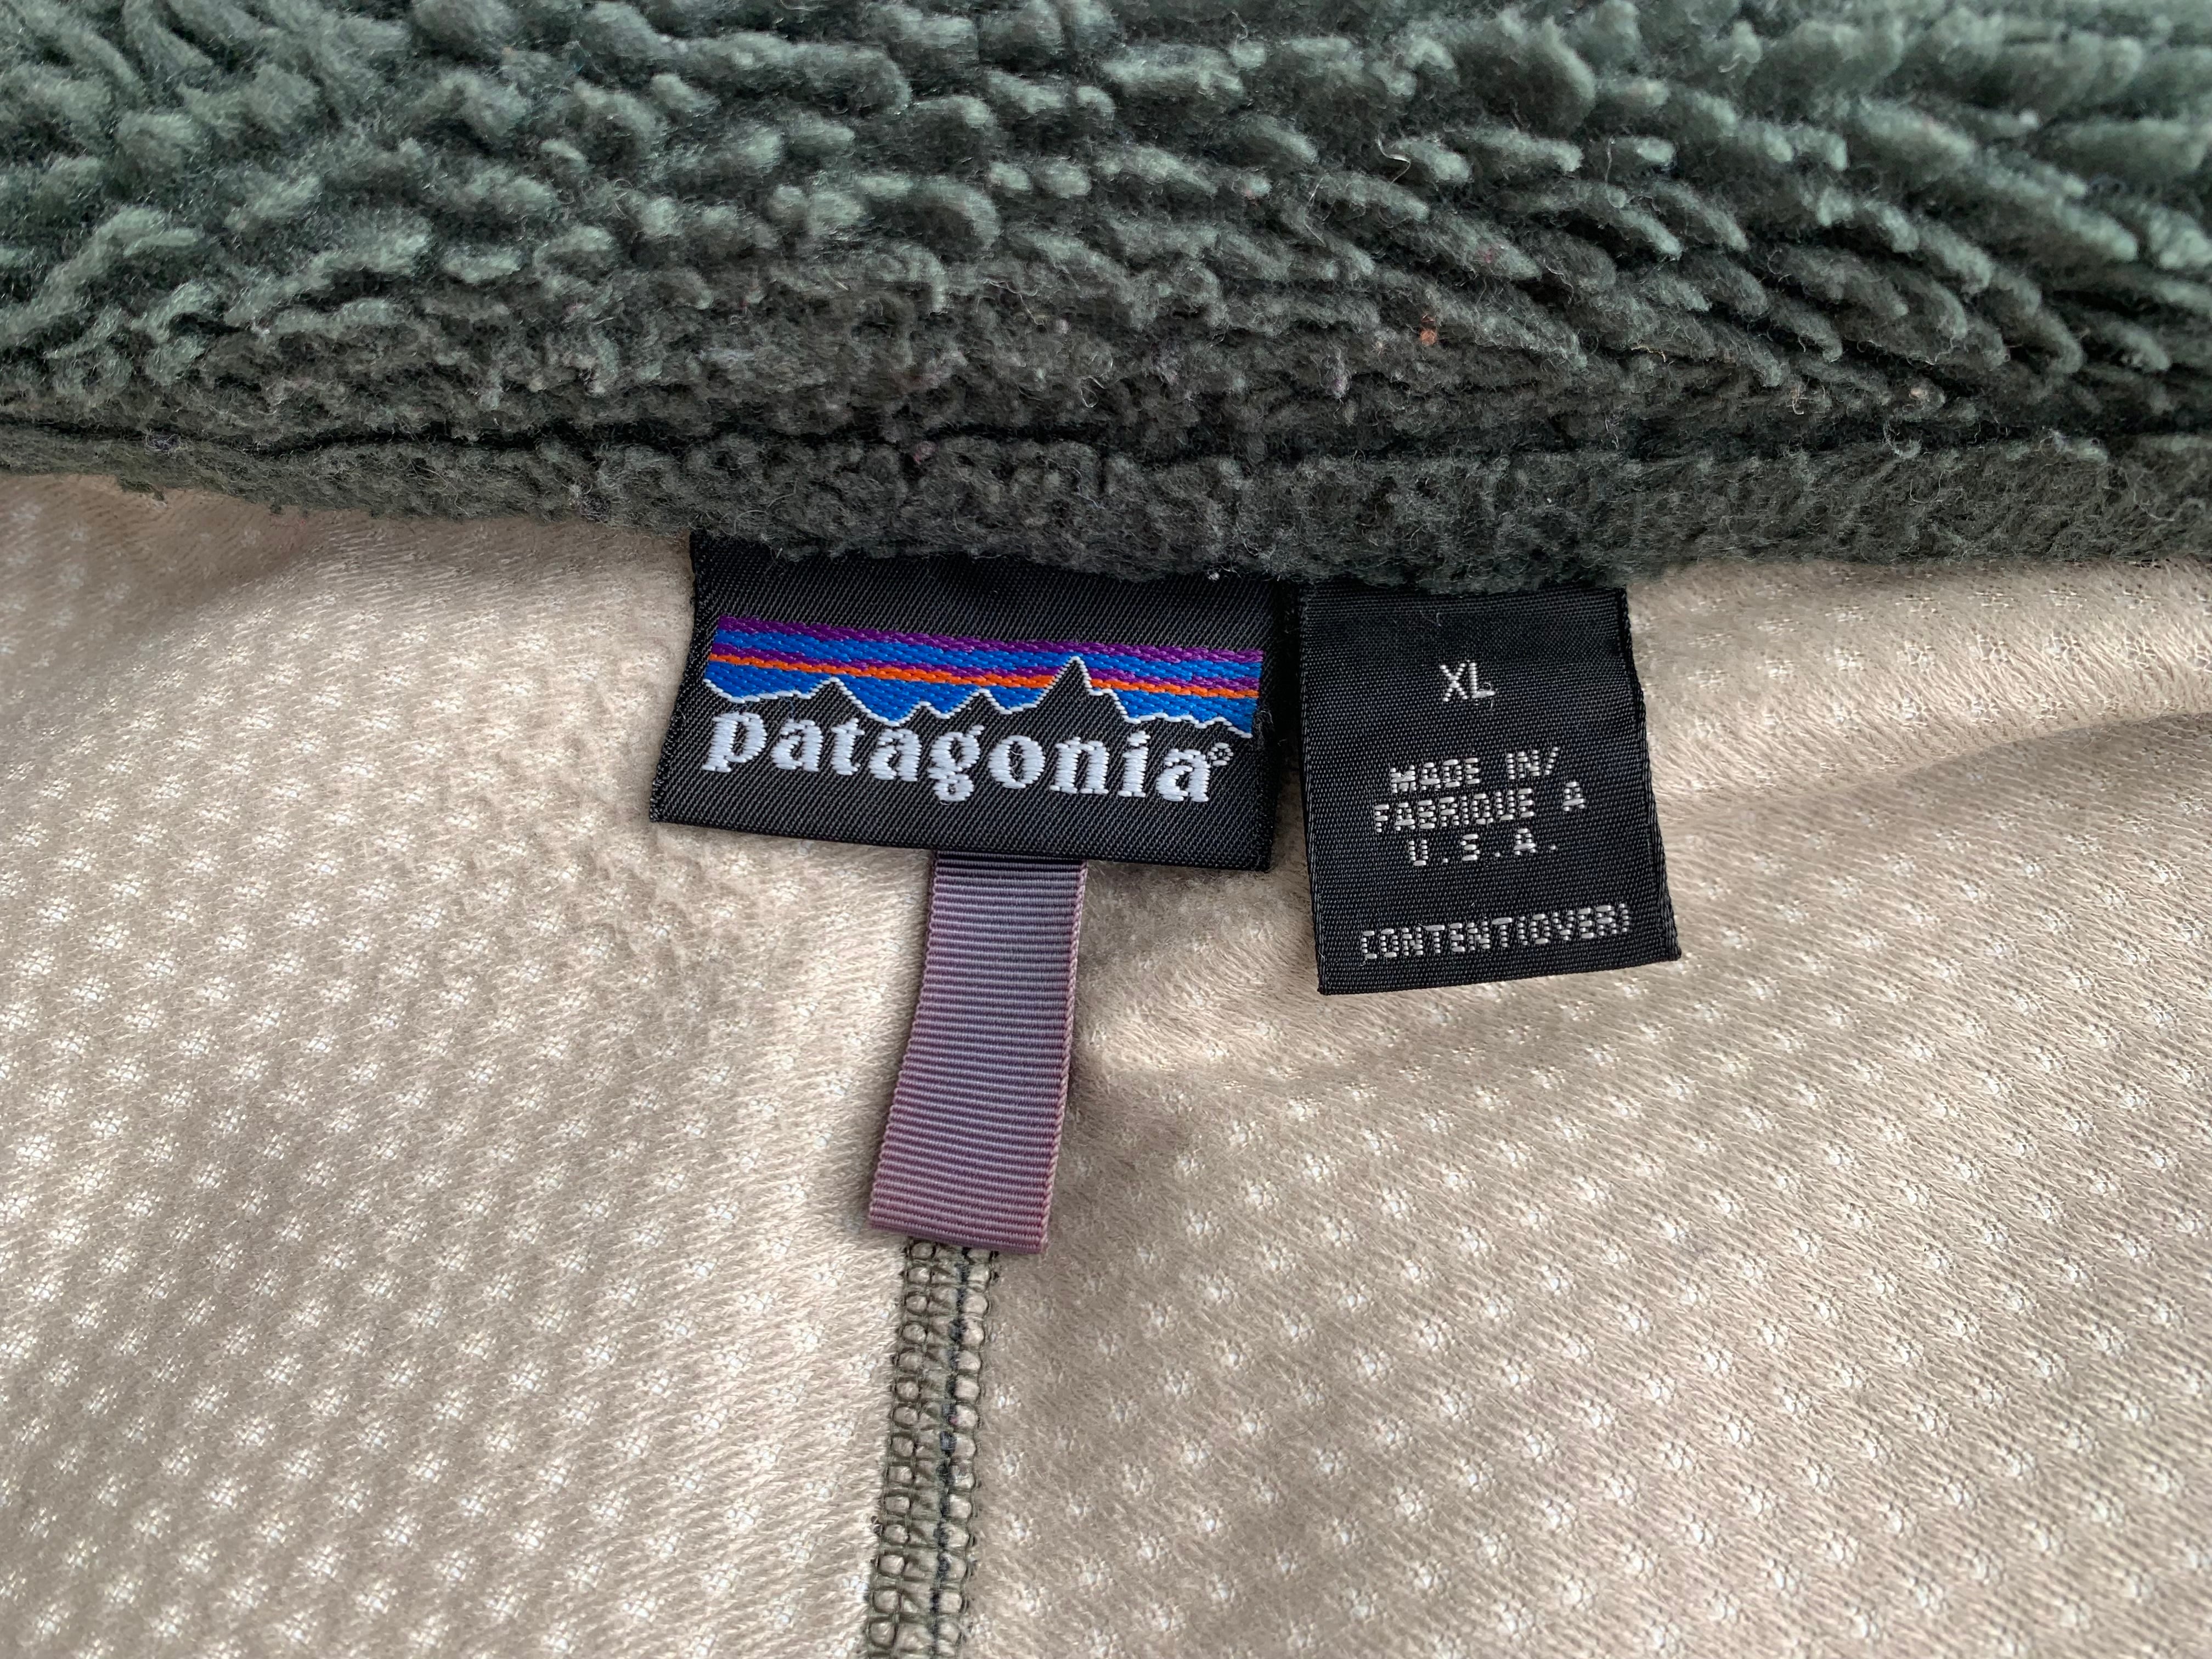 patagonia®
XL
MADE IN/
FABRIQUE A
U.S.A.
CONTENT(OVER)